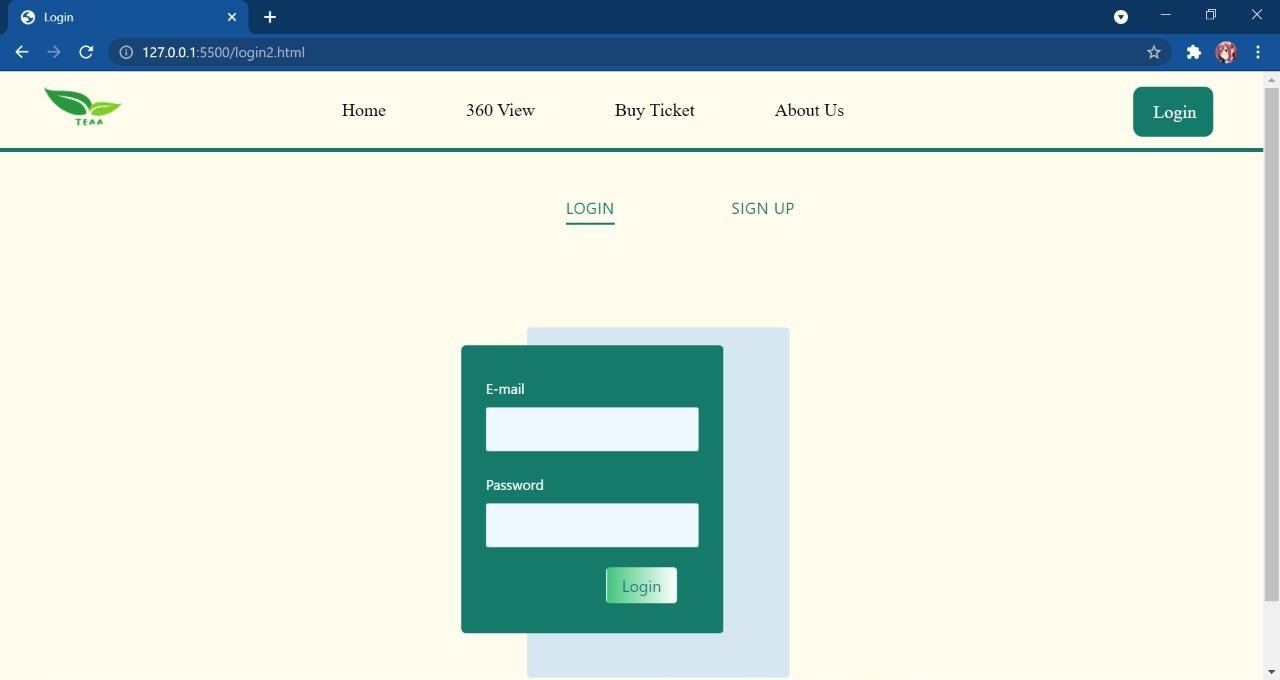 Login
127.0.0.1:5500/login2.html
TEAA
Home 360 View Buy Ticket About Us Login
LOGIN SIGN UP
E-mail
Password
Login